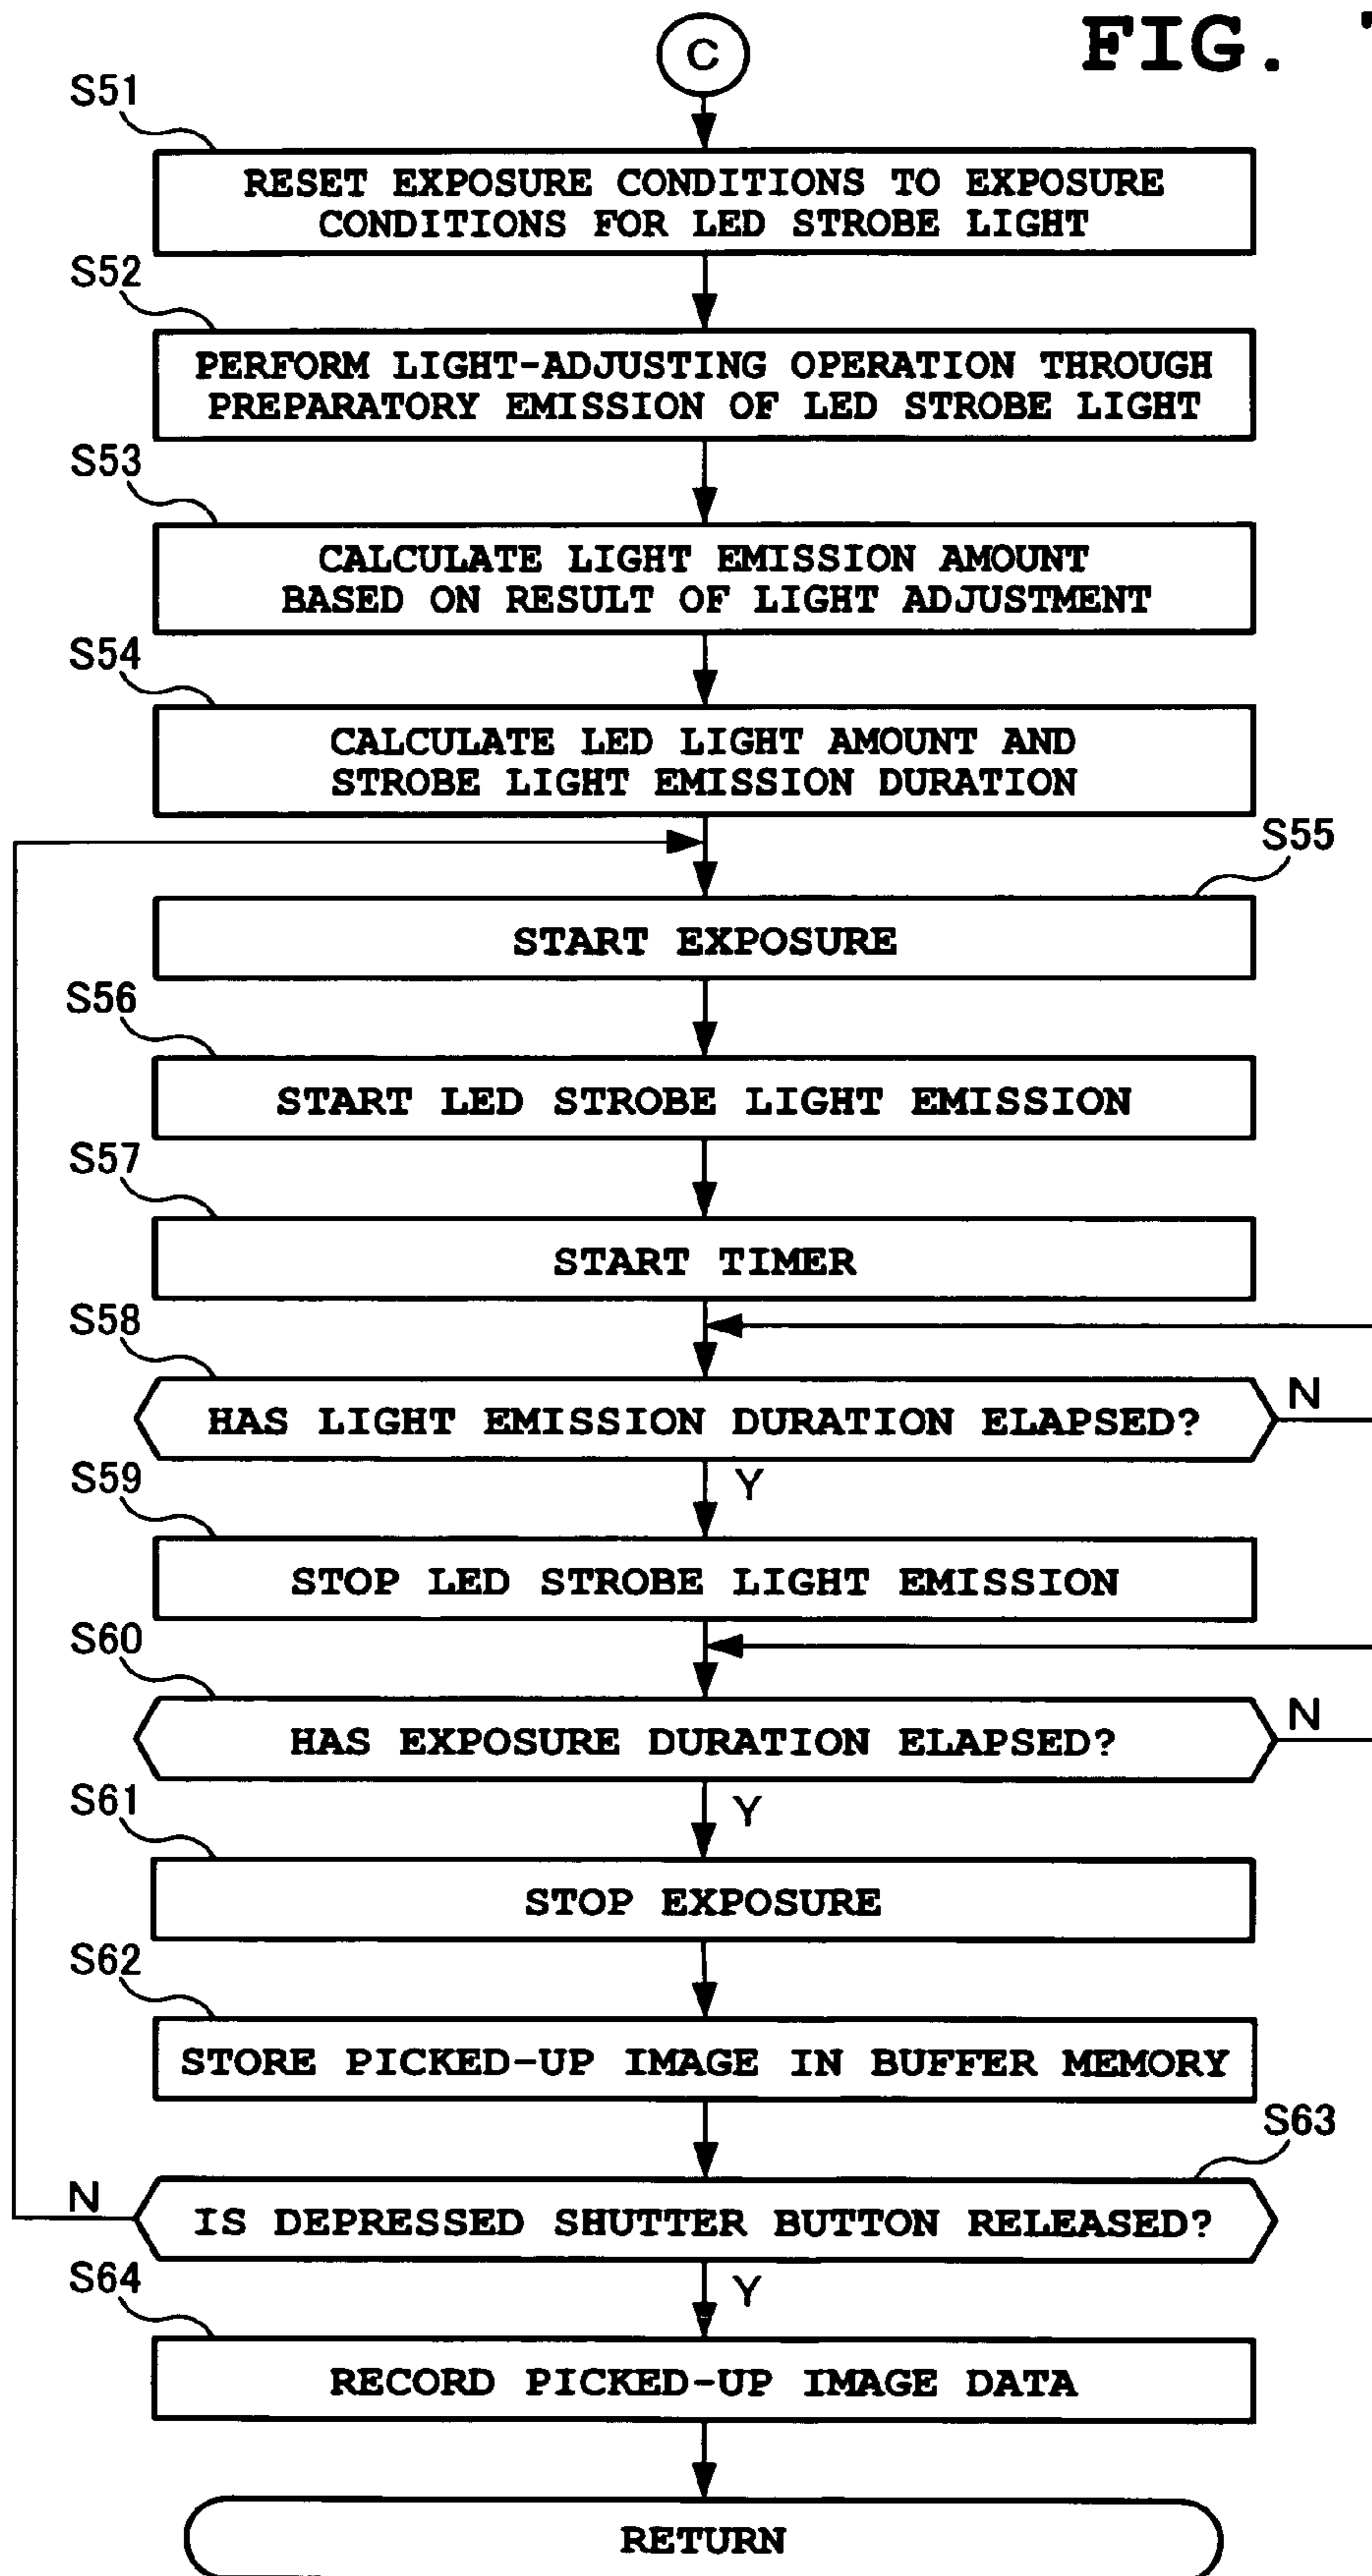 C
FIG.
S51
RESET EXPOSURE CONDITIONS TO EXPOSURE
CONDITIONS FOR LED STROBE LIGHT
S52
PERFORM LIGHT-ADJUSTING OPERATION THROUGH
PREPARATORY EMISSION OF LED STROBE LIGHT
S53
CALCULATE LIGHT EMISSION AMOUNT
BASED ON RESULT OF LIGHT ADJUSTMENT
S54
CALCULATE LED LIGHT AMOUNT AND
STROBE LIGHT EMISSION DURATION
S55
START EXPOSURE
S56
START LED STROBE LIGHT EMISSION
S57
START TIMER
S58
HAS LIGHT EMISSION DURATION ELAPSED?
N
Y
S59
STOP LED STROBE LIGHT EMISSION
S60
HAS EXPOSURE DURATION ELAPSED?
N
Y
S61
STOP EXPOSURE
S62
STORE PICKED-UP IMAGE IN BUFFER MEMORY
S63
N
IS DEPRESSED SHUTTER BUTTON RELEASED?
Y
S64
RECORD PICKED-UP IMAGE DATA
RETURN